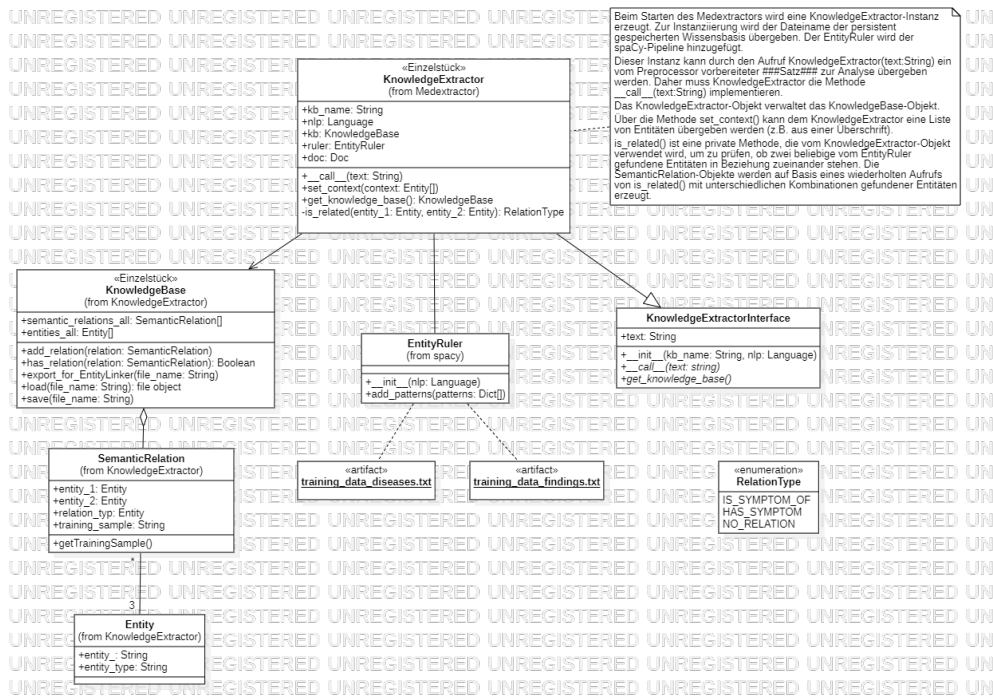 UNREGISTERED UNREGISTERED UNREGISTERED UNREGISTERED UNREGISTERED UNREGISTERED UN
Beim Starten des Medextractors wird eine KnowledgeExtractor-Instanz
erzeugt. Zur Instanziierung wird der Dateiname der persistent
gespeicherten Wissensbasis übergeben. Der EntityRuler wird der
spaCy-Pipeline hinzugefügt.
Dieser Instanz kann durch den Aufruf KnowledgeExtractor(text:String) ein
vom Preprocessor vorbereiteter ###Satz### zur Analyse übergeben
werden. Daher muss KnowledgeExtractor die Methode
__call__(text:String) implementieren.
Das KnowledgeExtractor-Objekt verwaltet das KnowledgeBase-Objekt.
Über die Methode set_context() kann dem KnowledgeExtractor eine Liste
von Entitäten übergeben werden (z.B. aus einer Überschrift).
is_related() ist eine private Methode, die vom KnowledgeExtractor-Objekt
verwendet wird, um zu prüfen, ob zwei beliebige vom EntityRuler
gefundene Entitäten in Beziehung zueinander stehen. Die
SemanticRelation-Objekte werden auf Basis eines wiederholten Aufrufs
von is_related() mit unterschiedlichen Kombinationen gefundener Entitäten
erzeugt.
«Einzelstück»
KnowledgeExtractor
(from Medextractor)
+kb_name: String
+nlp: Language
+kb: KnowledgeBase
+ruler: EntityRuler
+doc: Doc
+__call__(text: String)
+set_context(context: Entity[])
+get_knowledge_base(): KnowledgeBase
-is_related(entity_1: Entity, entity_2: Entity): RelationType
«Einzelstück»
KnowledgeBase
(from KnowledgeExtractor)
+semantic_relations_all: SemanticRelation[]
+entities_all: Entity[]
+add_relation(relation: SemanticRelation)
+has_relation(relation: SemanticRelation): Boolean
+export_for_EntityLinker(file_name: String)
+load(file_name: String): file object
+save(file_name: String)
EntityRuler
(from spacy)
+__init__(nlp: Language)
+add_patterns(patterns: Dict[])
KnowledgeExtractorInterface
+text: String
+__init__(kb_name: String, nlp: Language)
+__call__(text: string)
+get_knowledge_base()
SemanticRelation
(from KnowledgeExtractor)
+entity_1: Entity
+entity_2: Entity
+relation_typ: Entity
+training_sample: String
+getTrainingSample()
«artifact»
training_data_diseases.txt
«artifact»
training_data_findings.txt
«enumeration»
RelationType
IS_SYMPTOM_OF
HAS_SYMPTOM
NO_RELATION
*
3
Entity
(from KnowledgeExtractor)
+entity_: String
+entity_type: String